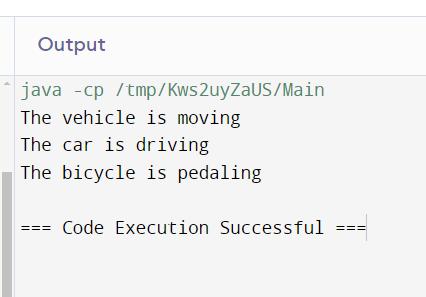 Output
java -cp /tmp/Kws2uyZaUS/Main
The vehicle is moving
The car is driving
The bicycle is pedaling
=== Code Execution Successful ===